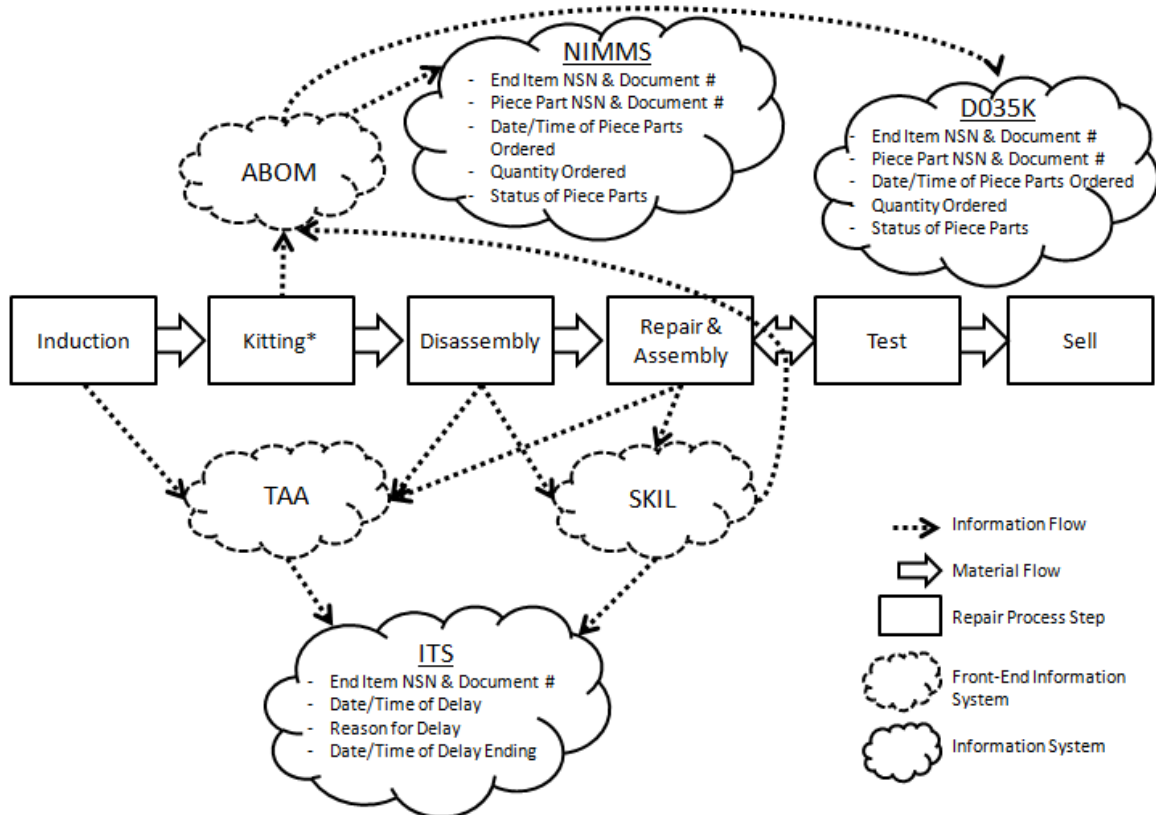 NIMMS
- End Item NSN & Document #
- Piece Part NSN & Document #
- Date/Time of Piece Parts
Ordered
- Quantity Ordered
- Status of Piece Parts
D035K
- End Item NSN & Document #
- Piece Part NSN & Document #
- Date/Time of Piece Parts Ordered
- Quantity Ordered
- Status of Piece Parts
ABOM
Induction
Kitting*
Disassembly
Repair &
Assembly
Test
Sell
TAA
SKIL
ITS
- End Item NSN & Document #
- Date/Time of Delay
- Reason for Delay
- Date/Time of Delay Ending
Information Flow
Material Flow
Repair Process Step
Front-End Information
System
Information System